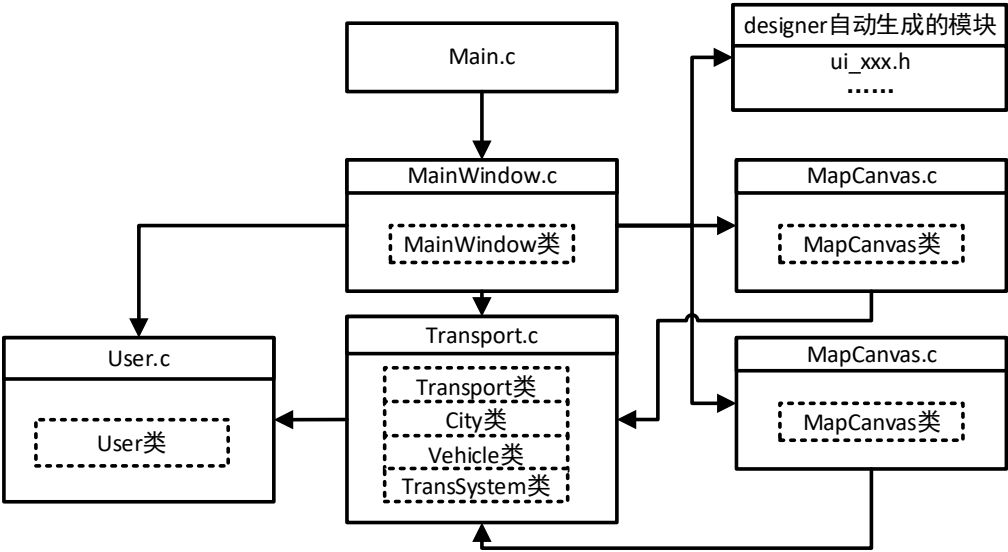 Main.c
designer自动生成的模块
ui_xxx.h
……
MainWindow.c
MainWindow类
MapCanvas.c
MapCanvas类
User.c
User类
Transport.c
Transport类
City类
Vehicle类
TransSystem类
MapCanvas.c
MapCanvas类